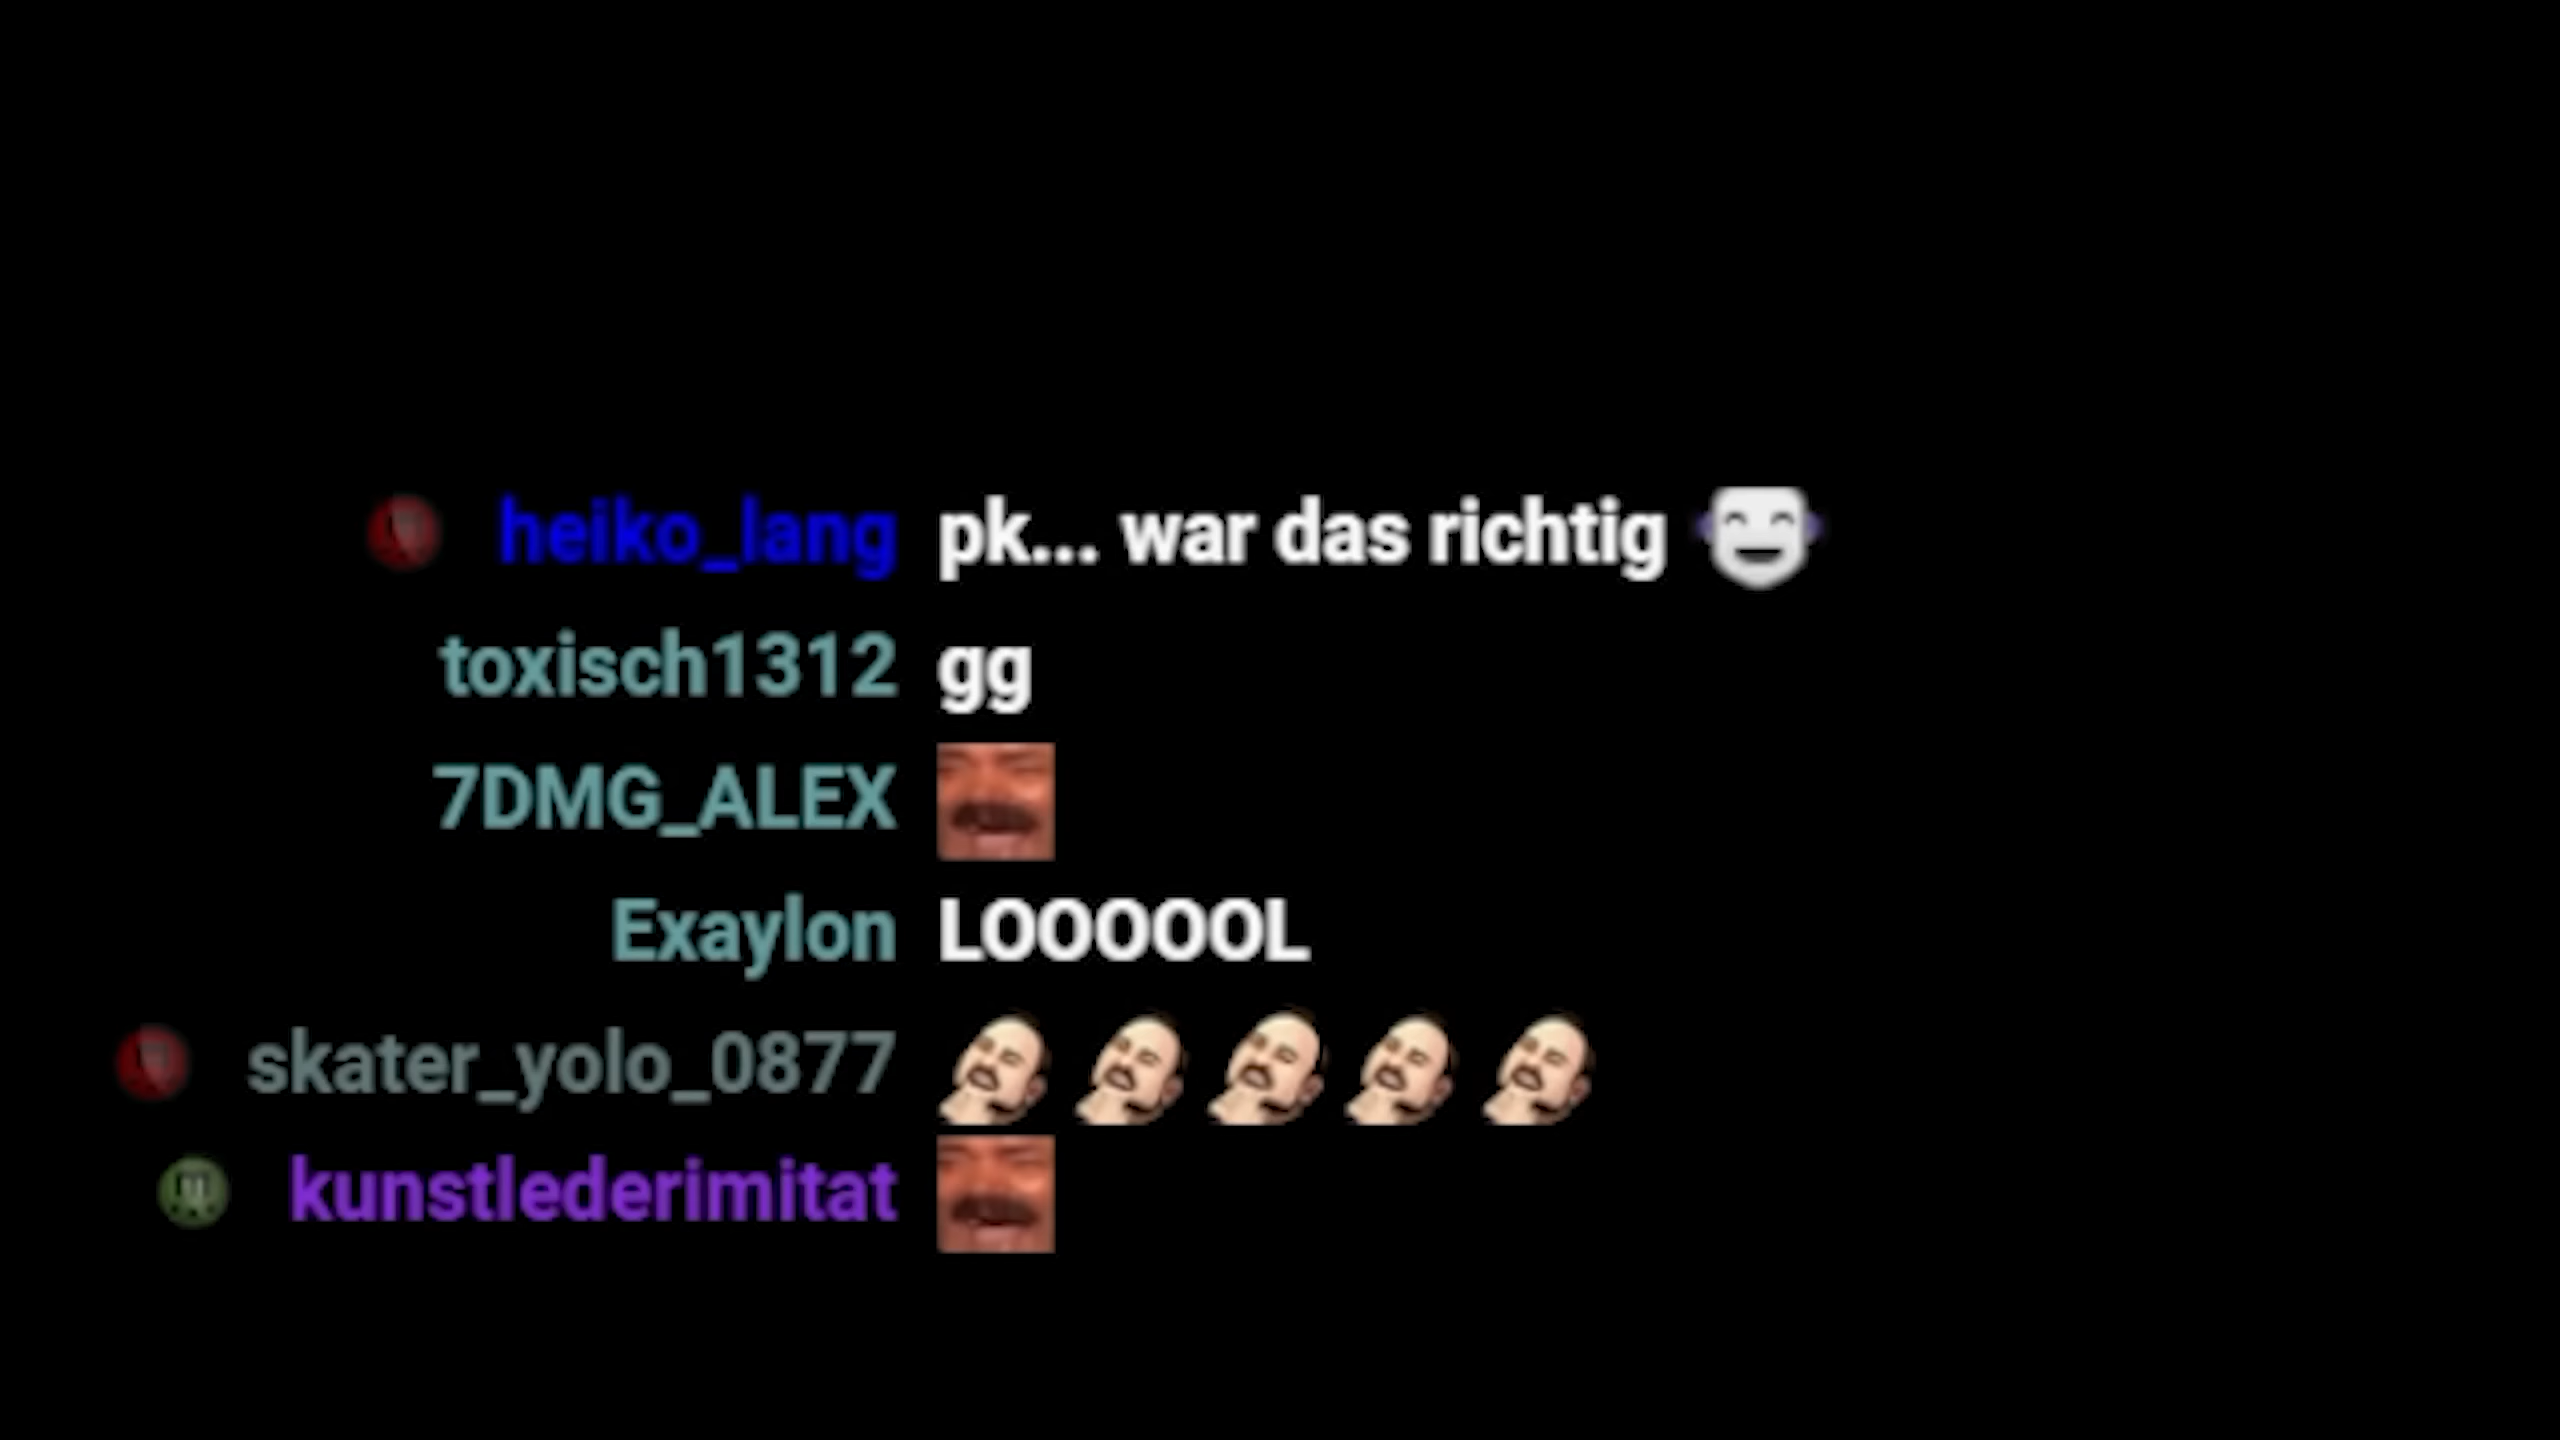 heiko_lang pk... war das richtig
toxisch1312 gg
7DMG_ALEX
Exaylon LOOOOOL
skater_yolo_0877
kunstlederimitat